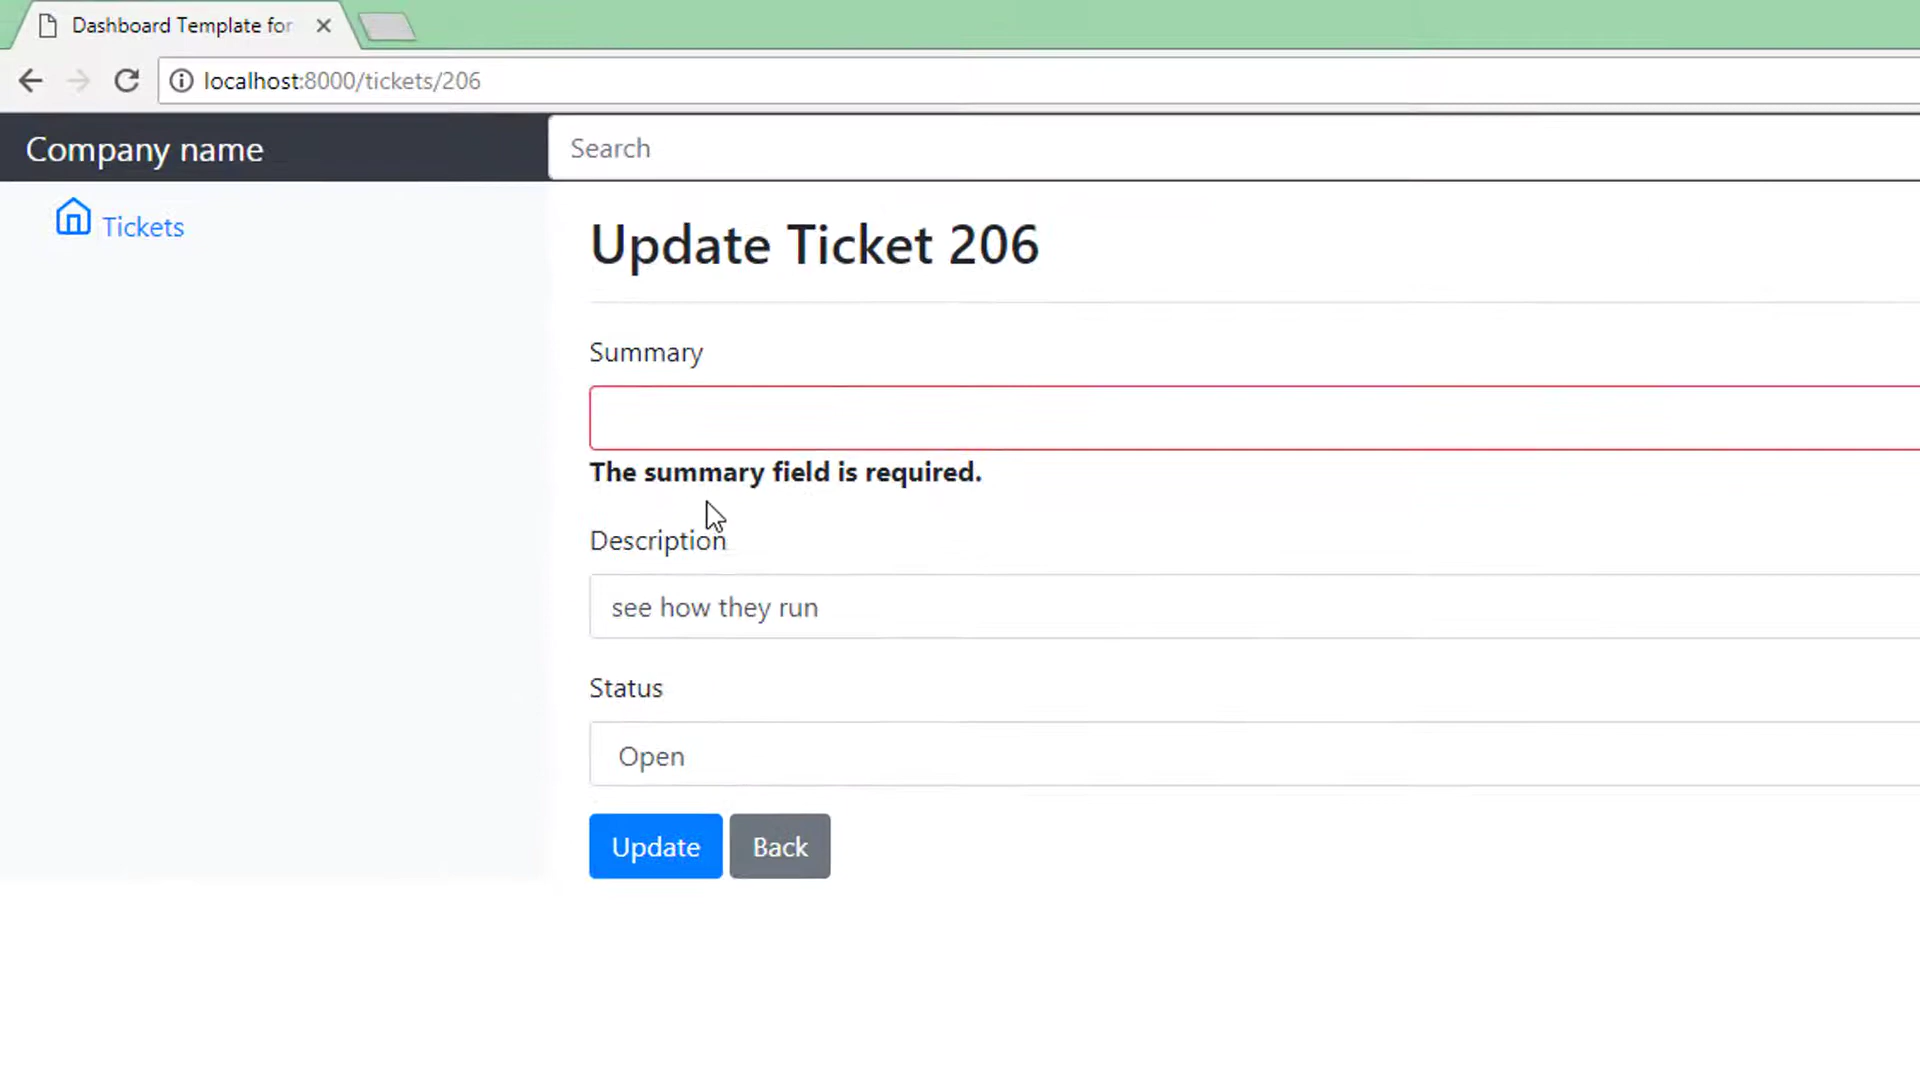 Dashboard Template for
localhost:8000/tickets/206
Company name
Search
Tickets
Update Ticket 206
Summary
The summary field is required.
Description
see how they run
Status
Open
Update Back